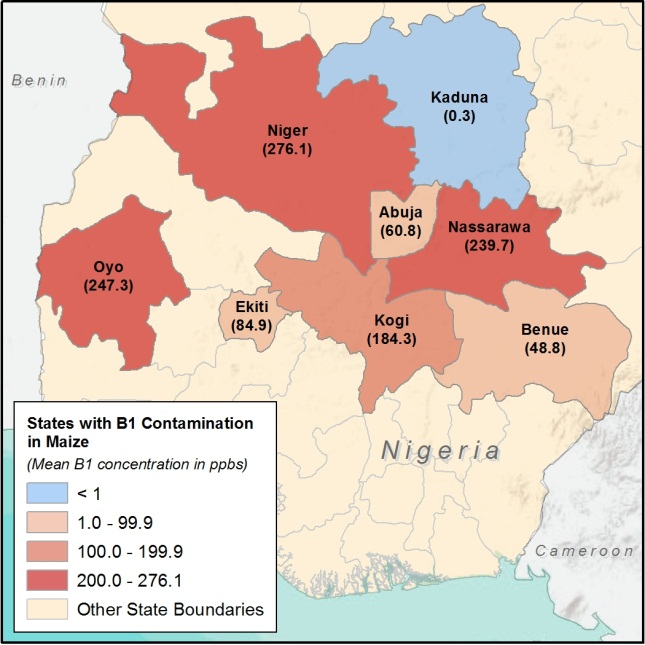 Benin
Kaduna
(0.3)
Niger
(276.1)
Abuja
(60.8)
Nassarawa
(239.7)
Oyo
(247.3)
Ekiti
(84.9)
Kogi
(184.3)
Benue
(48.8)
Nigeria
Cameroon
States with B1 Contamination
in Maize
(Mean B1 concentration in ppbs)
< 1
1.0 - 99.9
100.0 - 199.9
200.0 - 276.1
Other State Boundaries